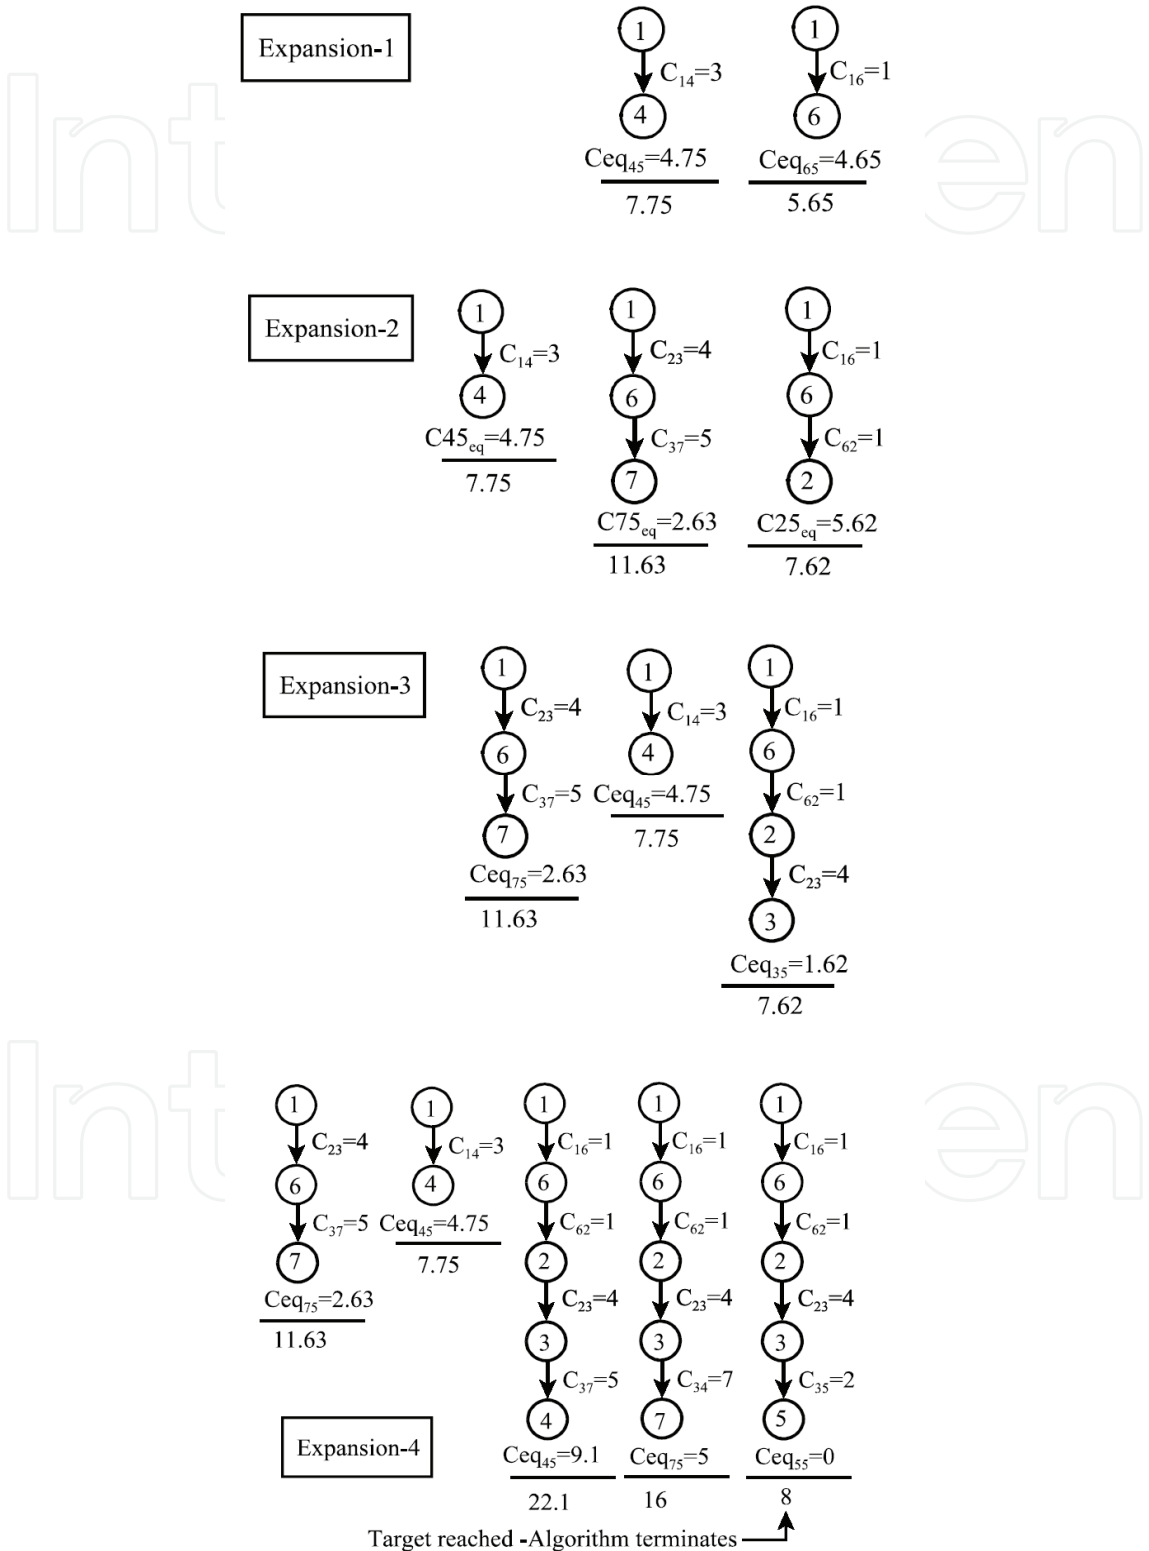 Expansion-1
1
1
C14=3
C16=1
4
6
Ceq45=4.75
Ceq65=4.65
7.75
5.65
Expansion-2
1
1
1
C14=3
C23=4
C16=1
4
6
6
C37=5
C62=1
C45eq=4.75
7
2
7.75
C75eq=2.63
C25eq=5.62
11.63
7.62
Expansion-3
1
1
1
C23=4
C14=3
C16=1
6
4
6
C37=5
Ceq45=4.75
C62=1
7
7.75
2
Ceq75=2.63
C23=4
11.63
3
Ceq35=1.62
7.62
1
1
1
1
1
C23=4
C14=3
C16=1
C16=1
C16=1
6
4
6
6
6
C37=5
Ceq45=4.75
C62=1
C62=1
C62=1
7
7.75
2
2
2
Ceq75=2.63
C23=4
C23=4
C23=4
11.63
3
3
3
C37=5
C34=7
C35=2
4
7
5
Expansion-4
Ceq45=9.1
Ceq75=5
Ceq55=0
22.1
16
8
Target reached -Algorithm terminates